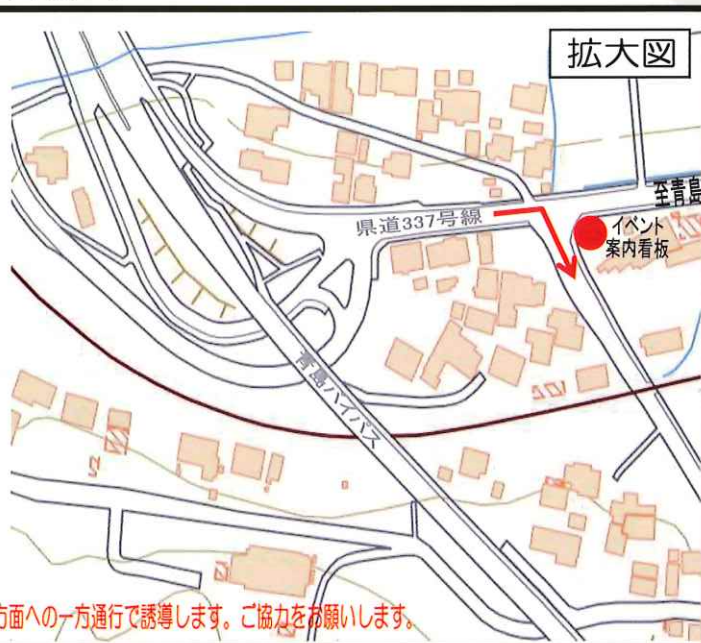 拡大図
至青島
県道337号線
イベント
案内看板
青島バイパス
方面への一方通行で誘導します。ご協力をお願いします。